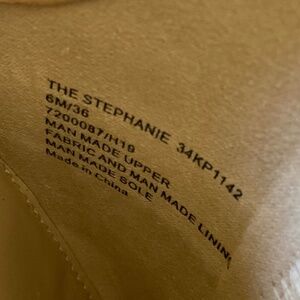 THE STEPHANIE 34KP1142
6M/36
7200087/H19
MAN MADE UPPER
FABRIC AND MAN MADE LININ
MAN MADE SOLE
Made in China